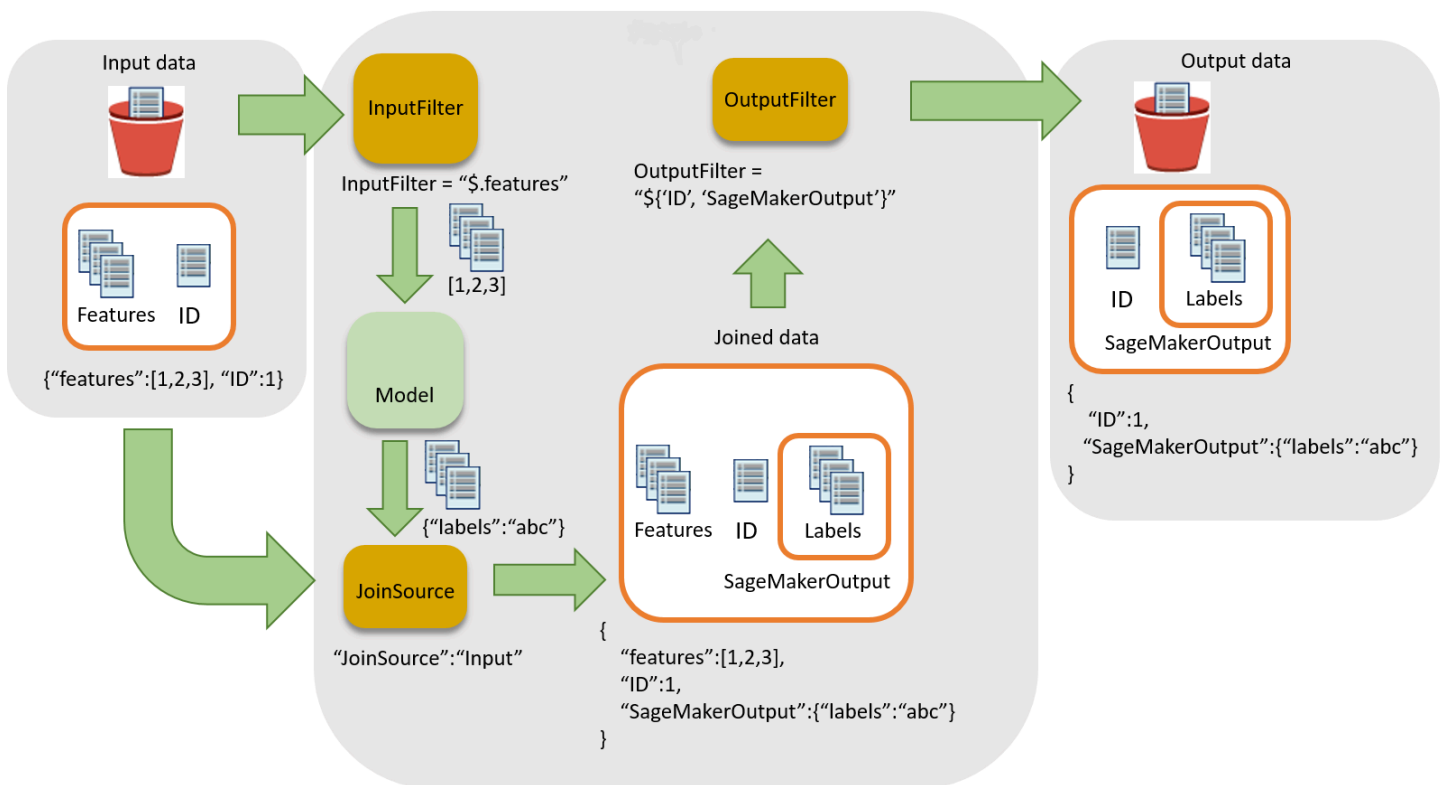 Input data
Features
ID
{“features”:[1,2,3], “ID”:1}
InputFilter
InputFilter = “$.features”
[1,2,3]
Model
{“labels”:“abc”}
JoinSource
“JoinSource”:“Input”
OutputFilter
OutputFilter =
“${‘ID’, ‘SageMakerOutput’}”
Joined data
Features
ID
Labels
SageMakerOutput
{
“features”:[1,2,3],
“ID”:1,
“SageMakerOutput”:{“labels”:“abc”}
}
Output data
ID
Labels
SageMakerOutput
{
“ID”:1,
“SageMakerOutput”:{“labels”:“abc”}
}